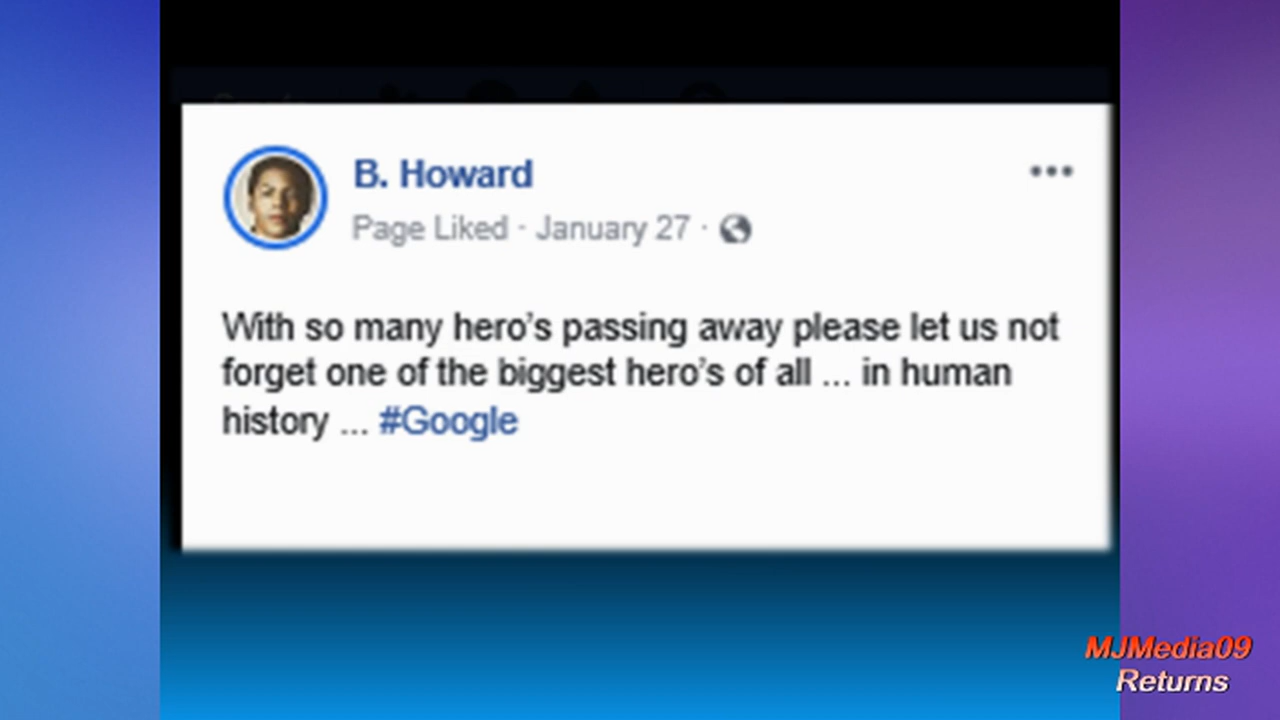 B. Howard
Page Liked · January 27 ·
With so many hero's passing away please let us not
forget one of the biggest hero's of all ... in human
history ... #Google
MJMedia09
Returns